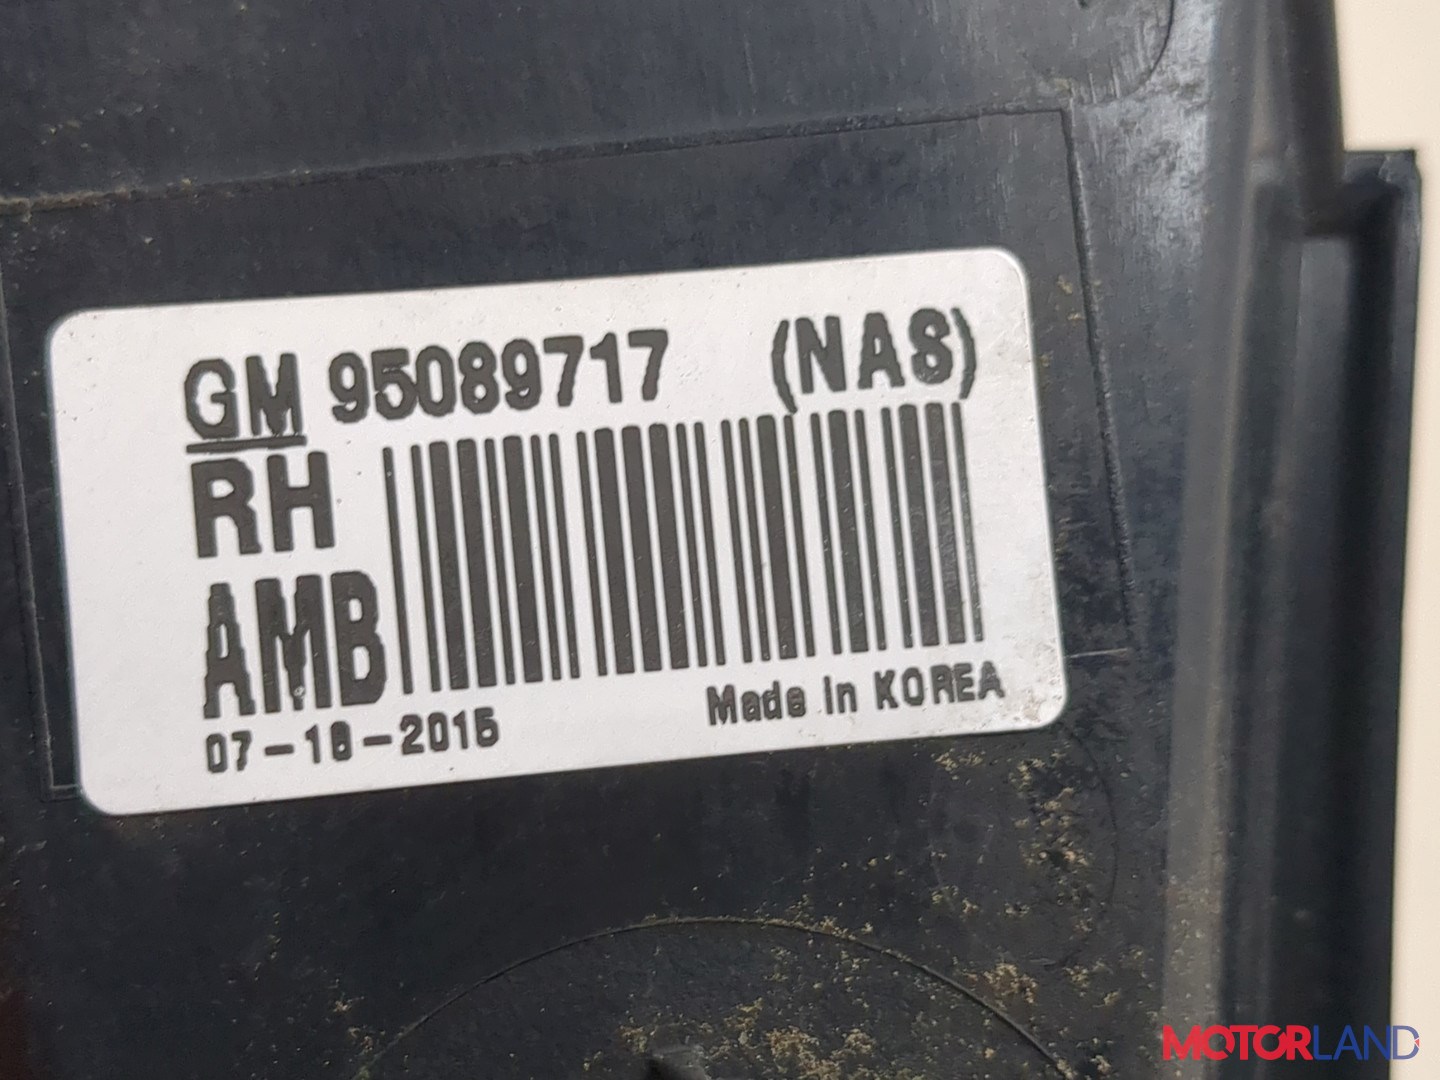 GM 95089717 (NAS)
RH
AMB
07-16-2015
Made in KOREA
MOTORLAND